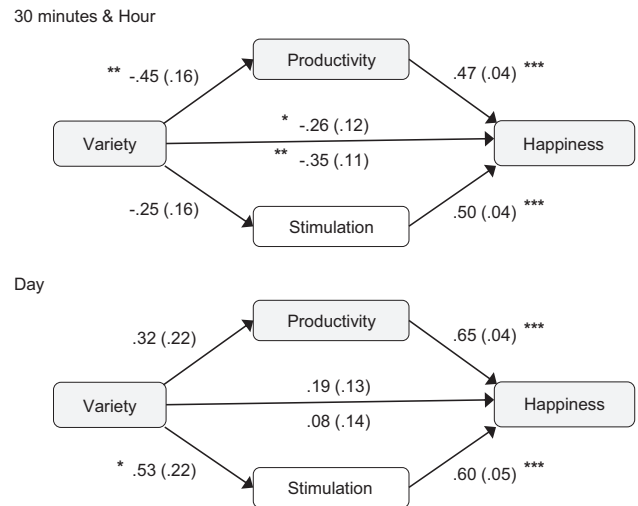 30 minutes & Hour
Productivity
** -.45 (.16)
.47 (.04) ***
* -.26 (.12)
Variety
Happiness
** -.35 (.11)
-.25 (.16)
.50 (.04) ***
Stimulation
Day
Productivity
.32 (.22)
.65 (.04) ***
.19 (.13)
Variety
Happiness
.08 (.14)
* .53 (.22)
.60 (.05) ***
Stimulation